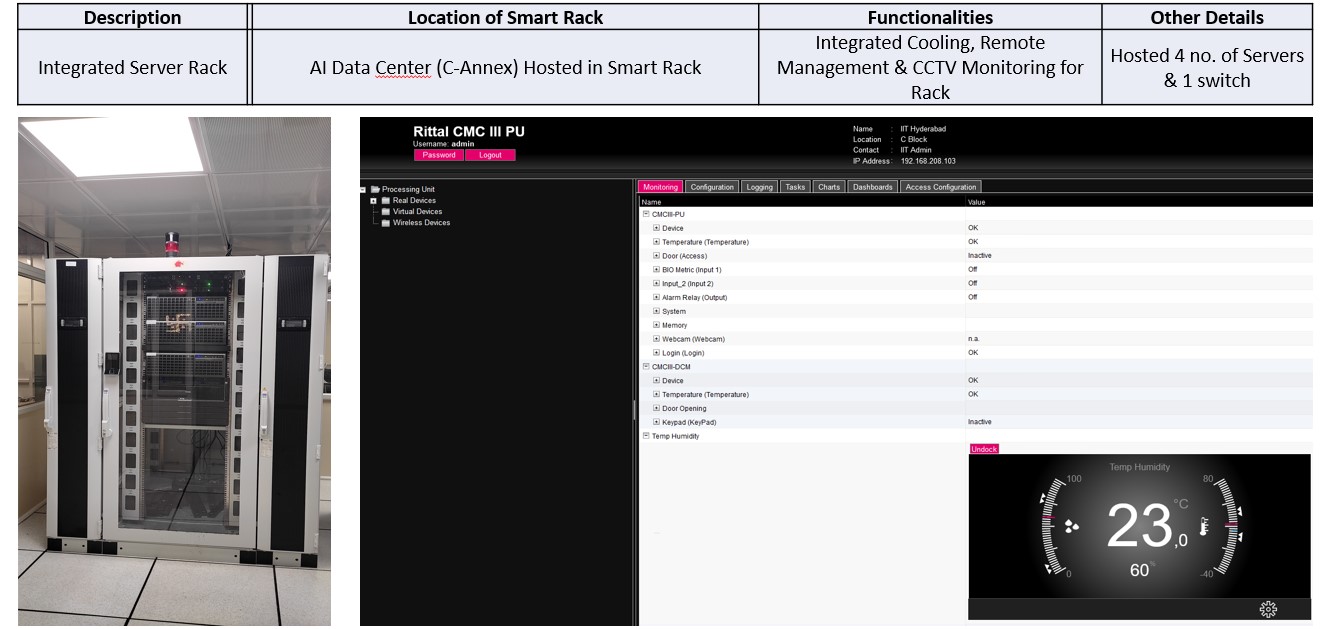 Description
Location of Smart Rack
Functionalities
Other Details
Integrated Server Rack
AI Data Center (C-Annex) Hosted in Smart Rack
Integrated Cooling, Remote
Management & CCTV Monitoring for
Rack
Hosted 4 no. of Servers
& 1 switch
Rittal CMC III PU
Username: admin
Password Logout
Name : IIT Hyderabad
Location : C Block
Contact : IIT Admin
IP Address : 192.168.208.103
Processing Unit
Real Devices
Virtual Devices
Wireless Devices
Monitoring Configuration Logging Tasks Charts Dashboards Access Configuration
Name Value
CMCIII-PU
Device OK
Temperature (Temperature) OK
Door (Access) Inactive
BIO Metric (Input 1) Off
Input_2 (Input 2) Off
Alarm Relay (Output) Off
System
Memory
Webcam (Webcam) n.a.
Login (Login) OK
CMCIII-DCM
Device OK
Temperature (Temperature) OK
Door Opening
Keypad (KeyPad) Inactive
Temp Humidity
Undock
Temp Humidity
100 80
23,0 °C
60 %
0 -40